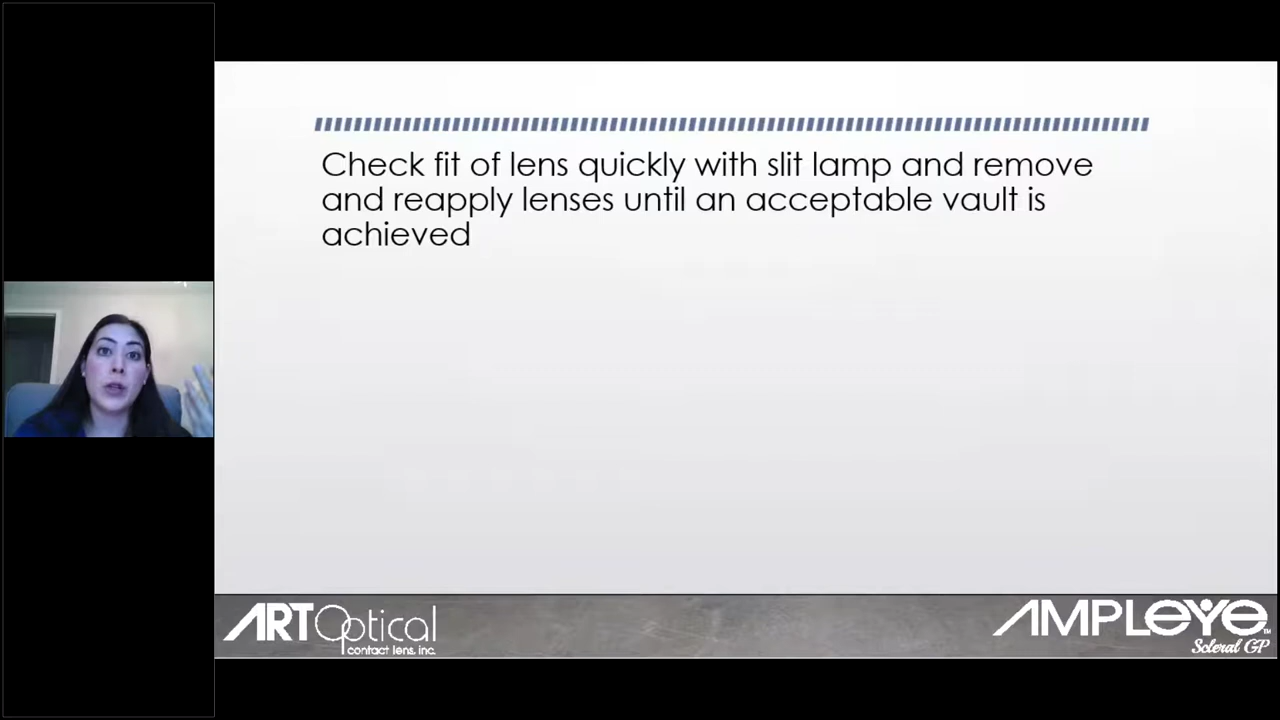 Check fit of lens quickly with slit lamp and remove
and reapply lenses until an acceptable vault is
achieved
ARTOptical
contact lens, inc.
AMPLEYE™
Scleral GP